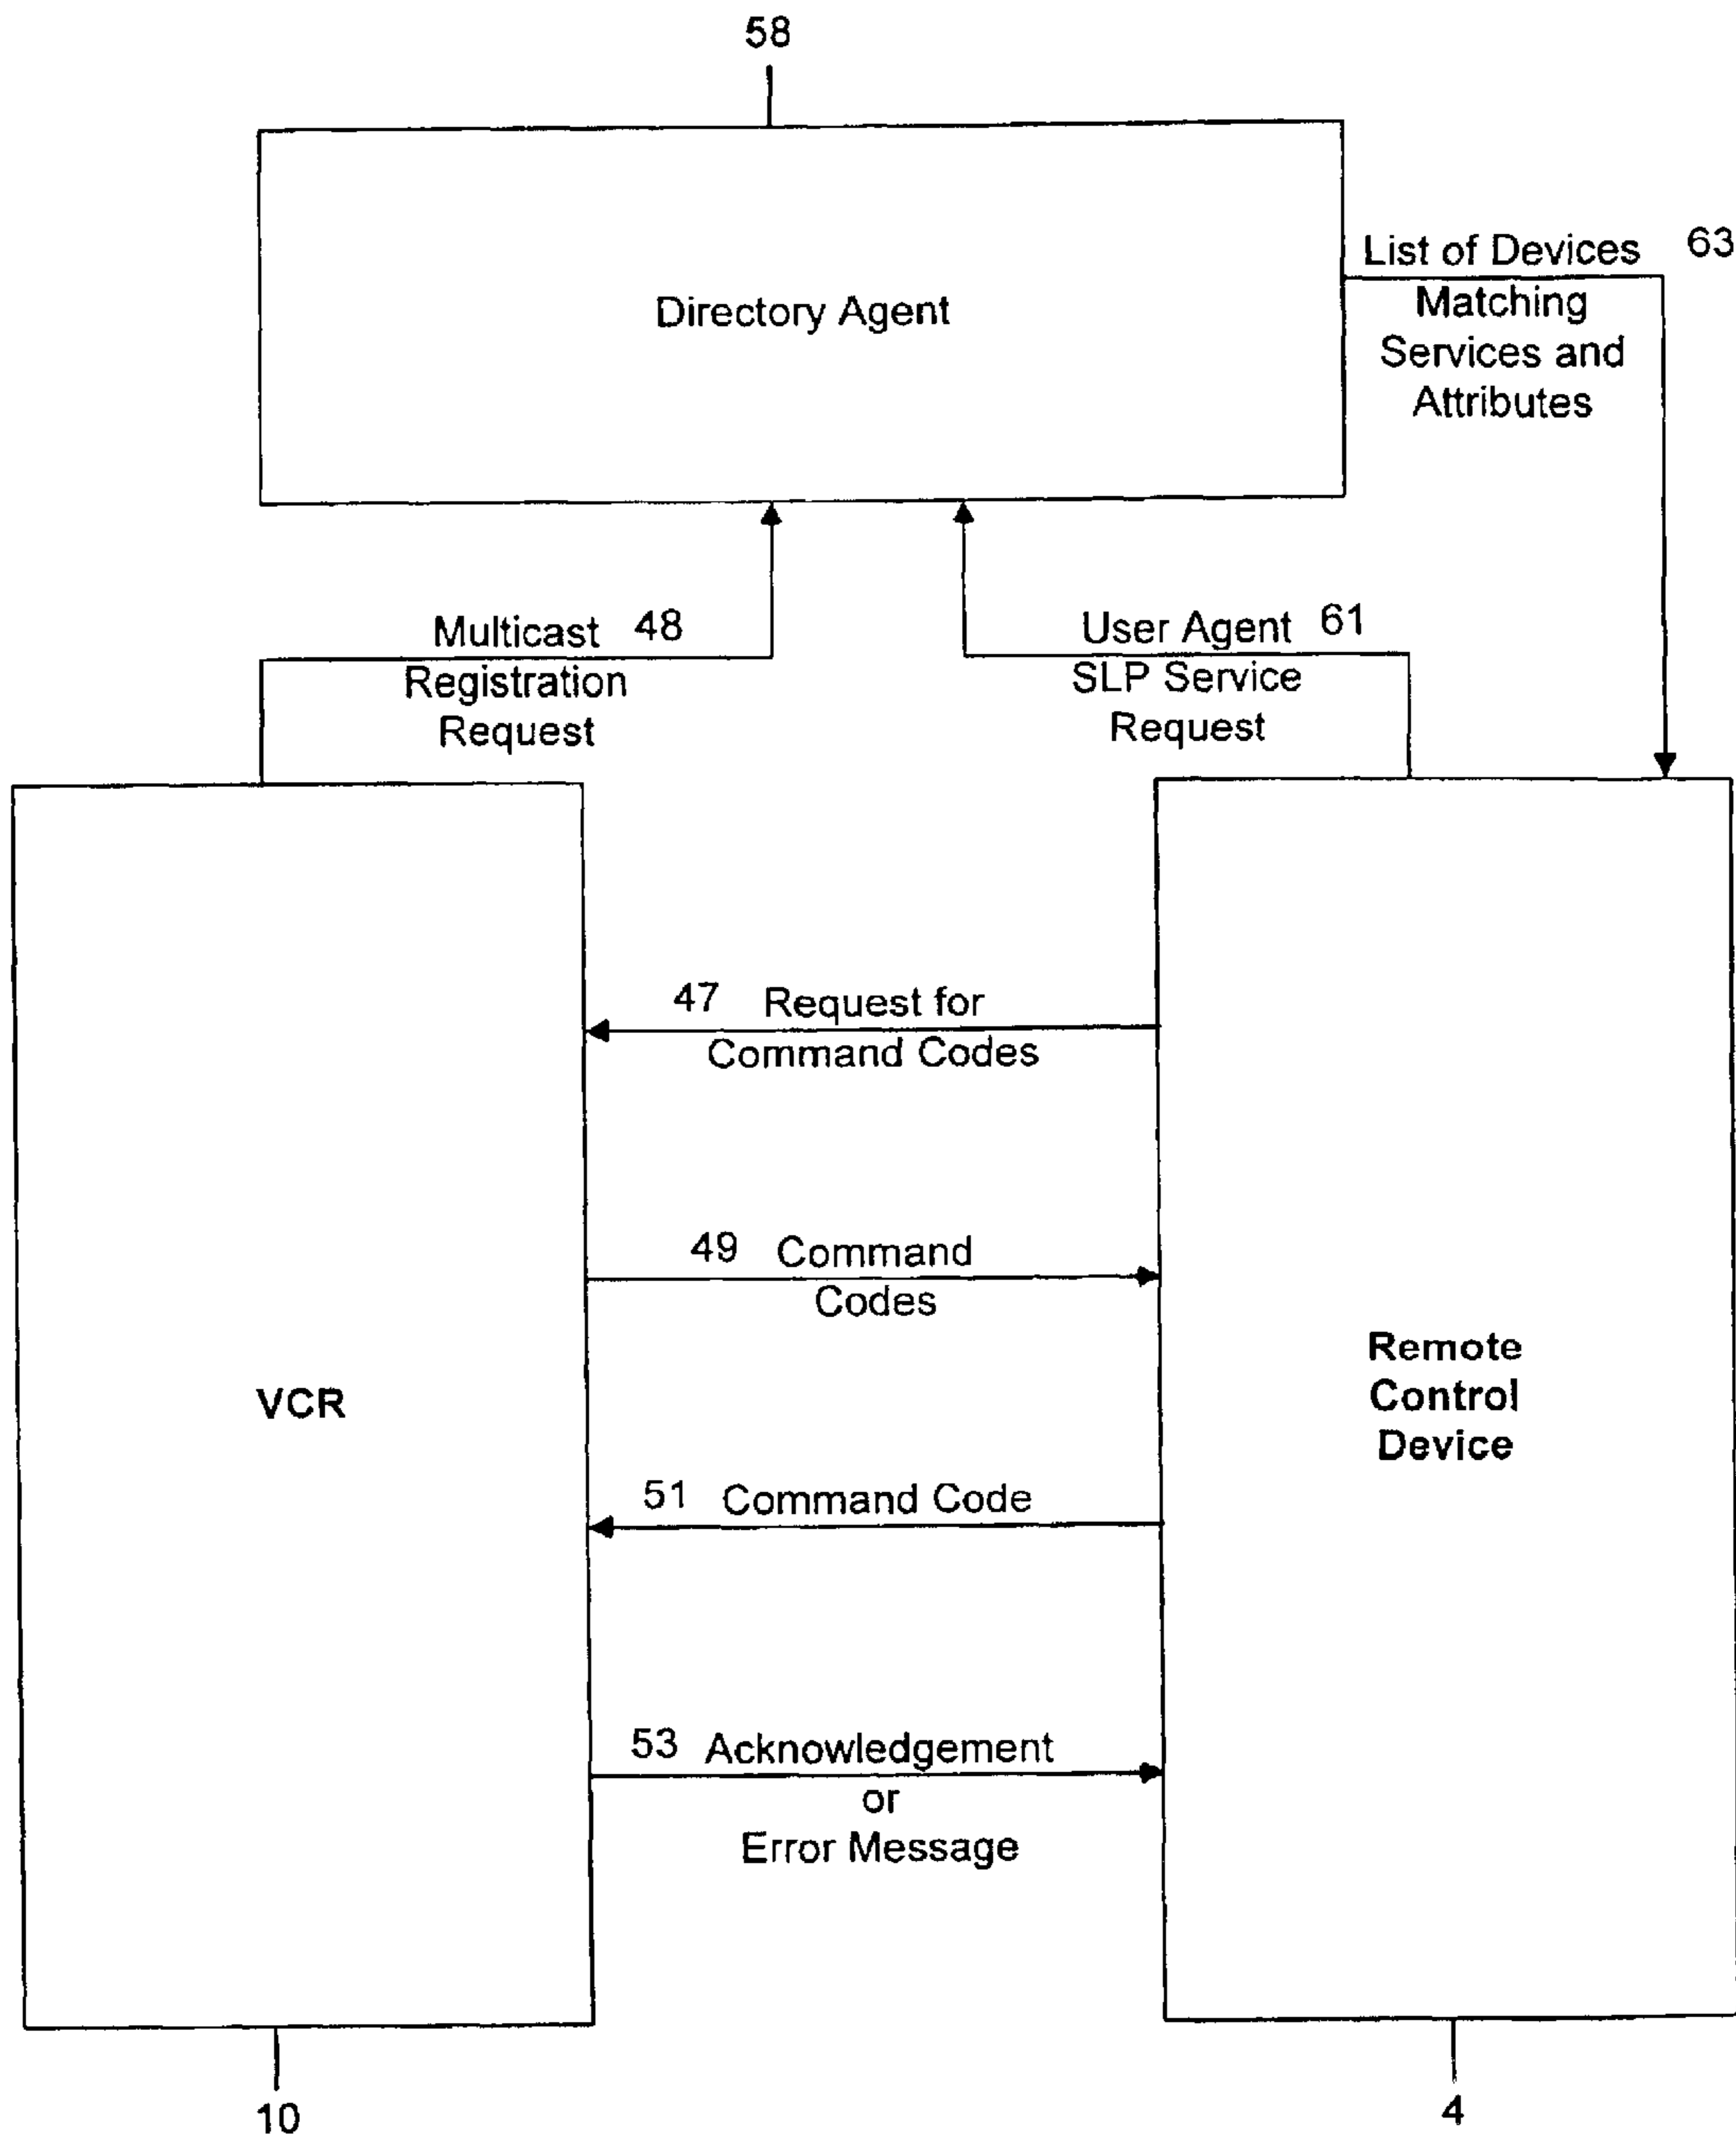 58
Directory Agent
List of Devices 63
Matching
Services and
Attributes
Multicast 48
Registration
Request
User Agent 61
SLP Service
Request
47 Request for
Command Codes
49 Command
Codes
VCR
Remote
Control
Device
51 Command Code
53 Acknowledgement
or
Error Message
10
4